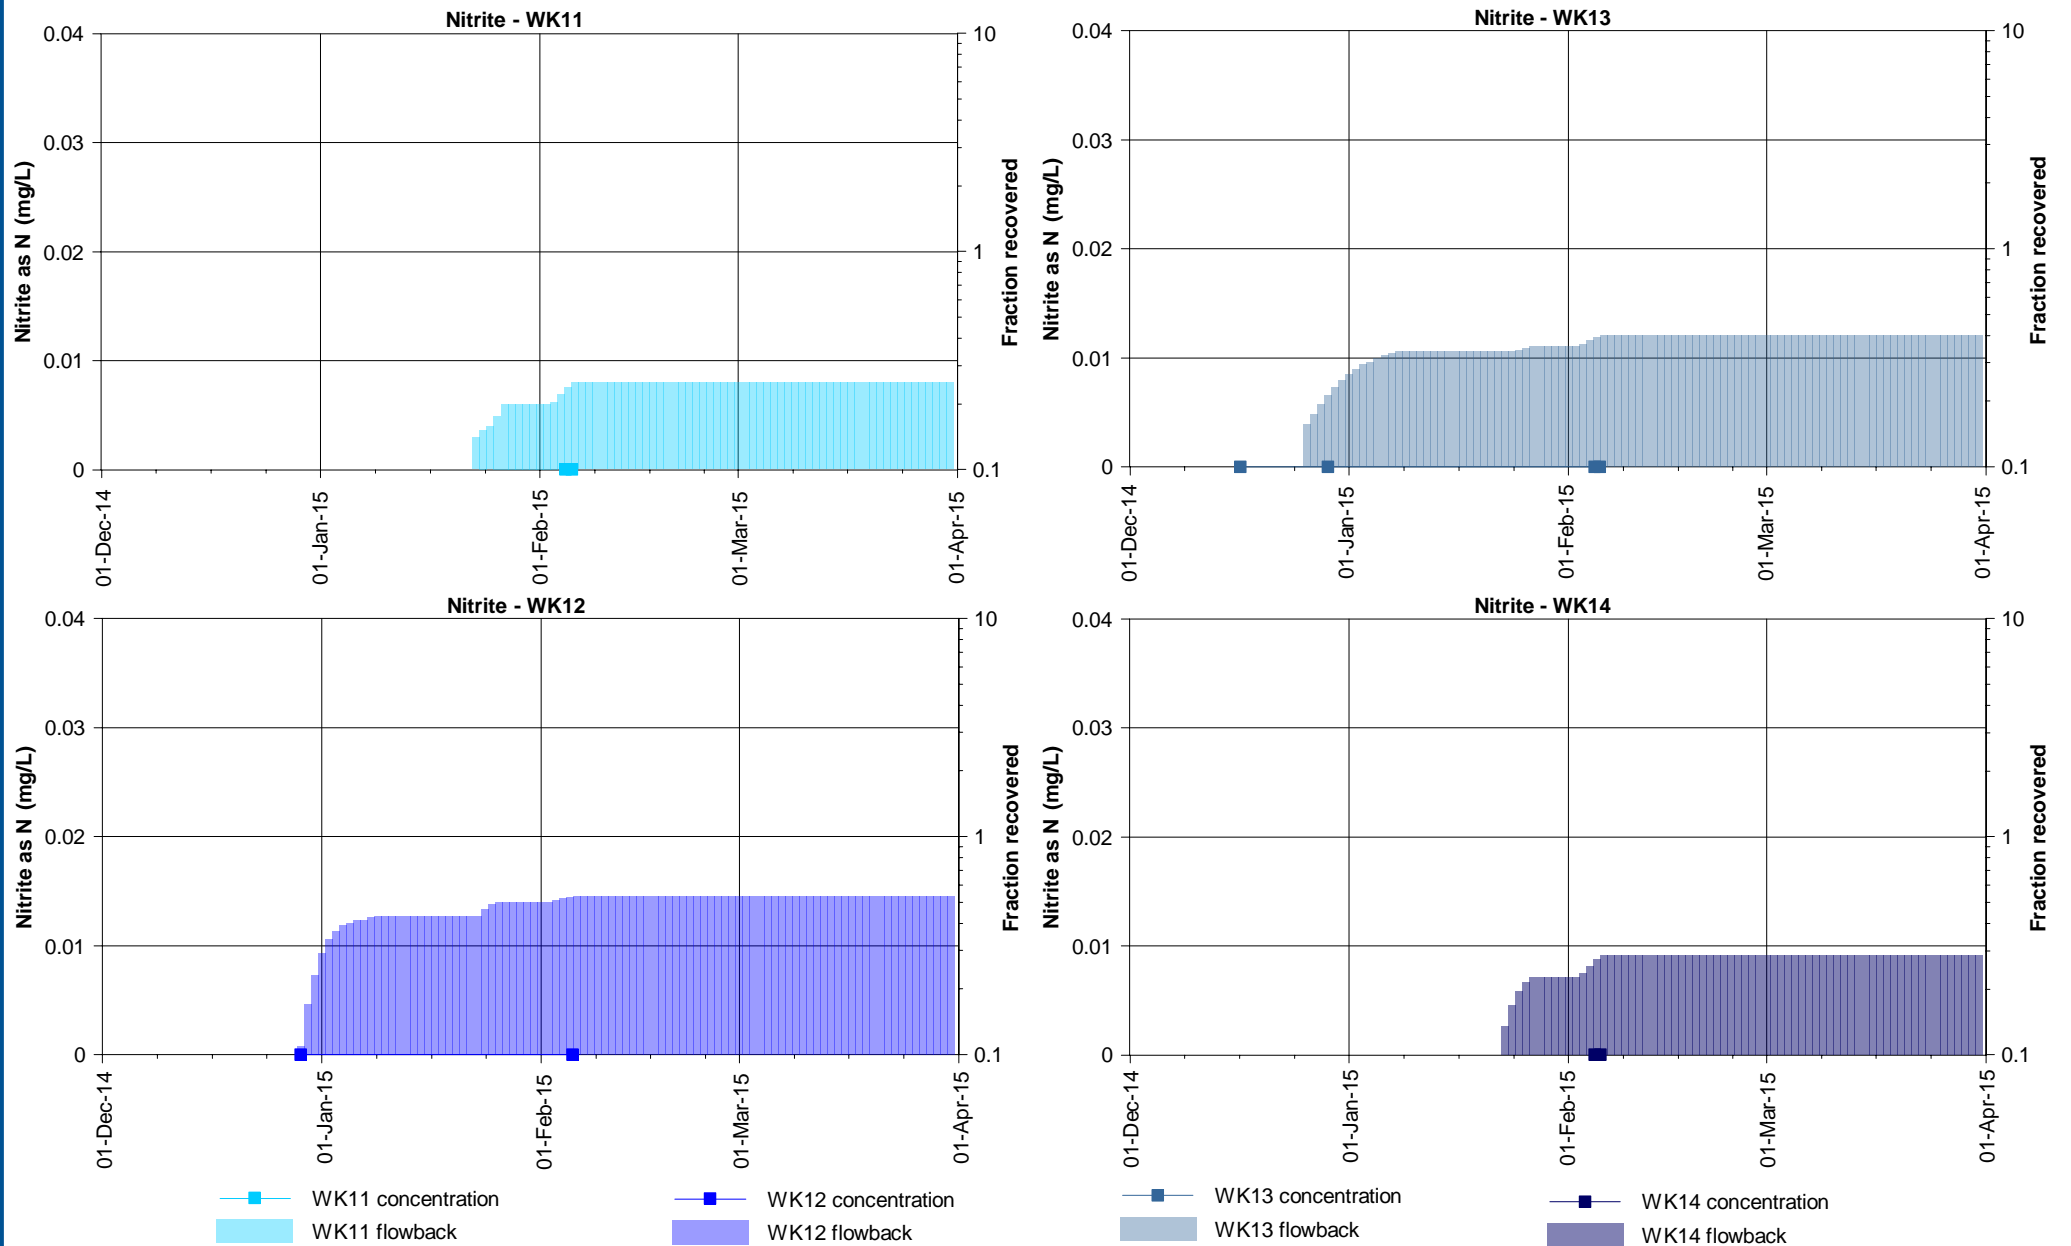 Nitrite - WK11
0.04
0.03
0.02
0.01
0
Nitrite as N (mg/L)
10
1
0.1
Fraction recovered
01-Dec-14
01-Jan-15
01-Feb-15
01-Mar-15
01-Apr-15
Nitrite - WK13
0.04
0.03
0.02
0.01
0
Nitrite as N (mg/L)
10
1
0.1
Fraction recovered
01-Dec-14
01-Jan-15
01-Feb-15
01-Mar-15
01-Apr-15
Nitrite - WK12
0.04
0.03
0.02
0.01
0
Nitrite as N (mg/L)
10
1
0.1
Fraction recovered
01-Dec-14
01-Jan-15
01-Feb-15
01-Mar-15
01-Apr-15
Nitrite - WK14
0.04
0.03
0.02
0.01
0
Nitrite as N (mg/L)
10
1
0.1
Fraction recovered
01-Dec-14
01-Jan-15
01-Feb-15
01-Mar-15
01-Apr-15
WK11 concentration
WK11 flowback
WK12 concentration
WK12 flowback
WK13 concentration
WK13 flowback
WK14 concentration
WK14 flowback